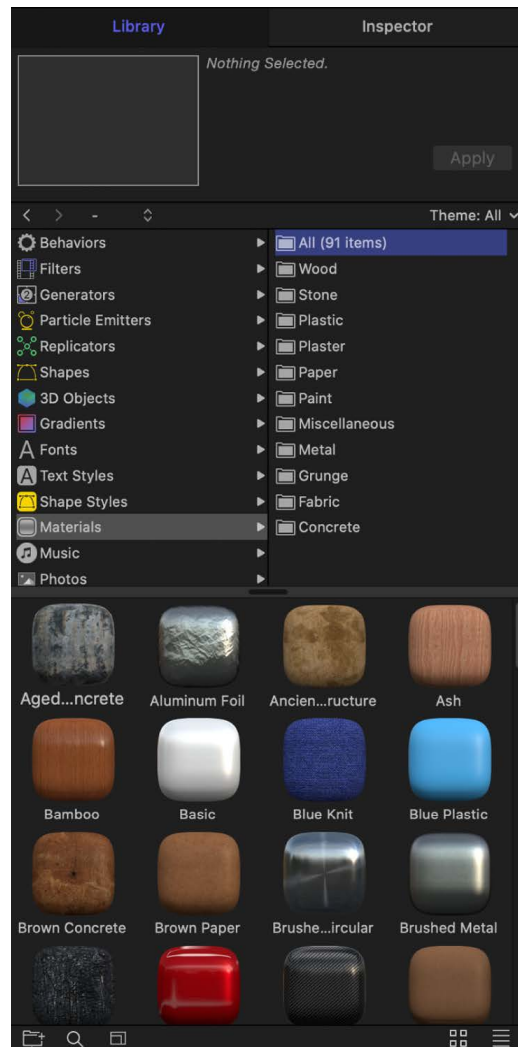 Library Inspector
Nothing Selected.
Apply
- Theme: All
Behaviors All (91 items)
Filters Wood
Generators Stone
Particle Emitters Plastic
Replicators Plaster
Shapes Paper
3D Objects Paint
Gradients Miscellaneous
Fonts Metal
Text Styles Grunge
Shape Styles Fabric
Materials Concrete
Music
Photos
Aged...ncrete Aluminum Foil Ancien...ructure Ash
Bamboo Basic Blue Knit Blue Plastic
Brown Concrete Brown Paper Brushe...ircular Brushed Metal